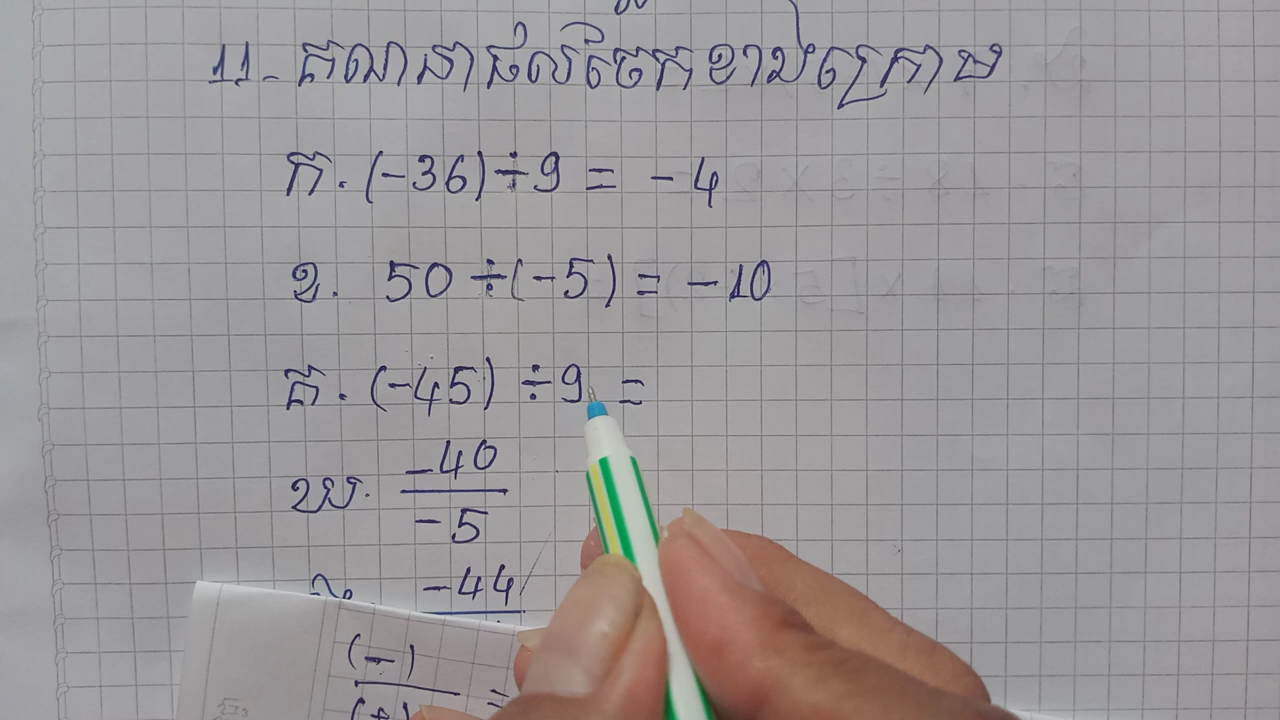 11. គណនាផលចែកខាងក្រោម
ក. (-36) ÷ 9 = -4
ខ. 50 ÷ (-5) = -10
គ. (-45) ÷ 9 =
ឃ. -40
-5
-44
(-)
=
(+)